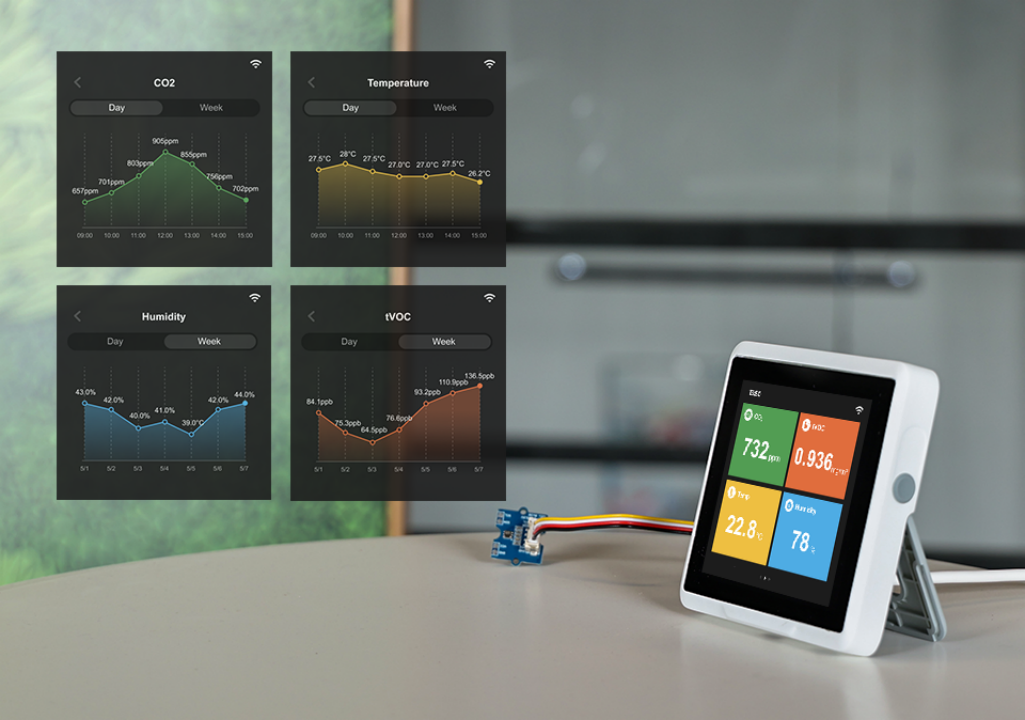 CO2
Day Week
905ppm
855ppm
803ppm
756ppm
701ppm
702ppm
657ppm
09:00 10:00 11:00 12:00 13:00 14:00 15:00
Temperature
Day Week
27.5°C 28°C 27.5°C 27.0°C 27.0°C 27.5°C 26.2°C
09:00 10:00 11:00 12:00 13:00 14:00 15:00
Humidity
Day Week
43.0% 42.0% 40.0% 41.0% 39.0°C 42.0% 44.0%
5/1 5/2 5/3 5/4 5/5 5/6 5/7
tVOC
Day Week
84.1ppb 75.3ppb 64.5ppb 76.6ppb 93.2ppb 110.9ppb 136.5ppb
5/1 5/2 5/3 5/4 5/5 5/6 5/7
CO₂
732 ppm
tVOC
0.936
Temp
22.8 °C
Humidity
78 %